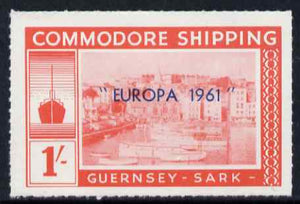 COMMODORE SHIPPING
" EUROPA 1961 "
1/-
GUERNSEY - SARK -